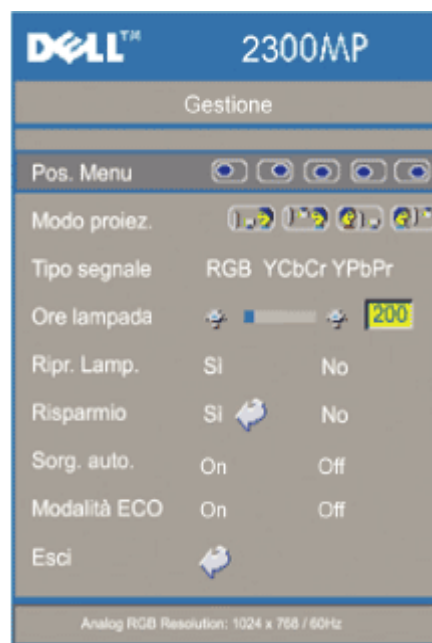 DELL™ 2300MP
Gestione
Pos. Menu
Modo proiez.
Tipo segnale RGB YCbCr YPbPr
Ore lampada 200
Ripr. Lamp. Sì No
Risparmio Sì No
Sorg. auto. On Off
Modalità ECO On Off
Esci
Analog RGB Resolution: 1024 x 768 / 60Hz